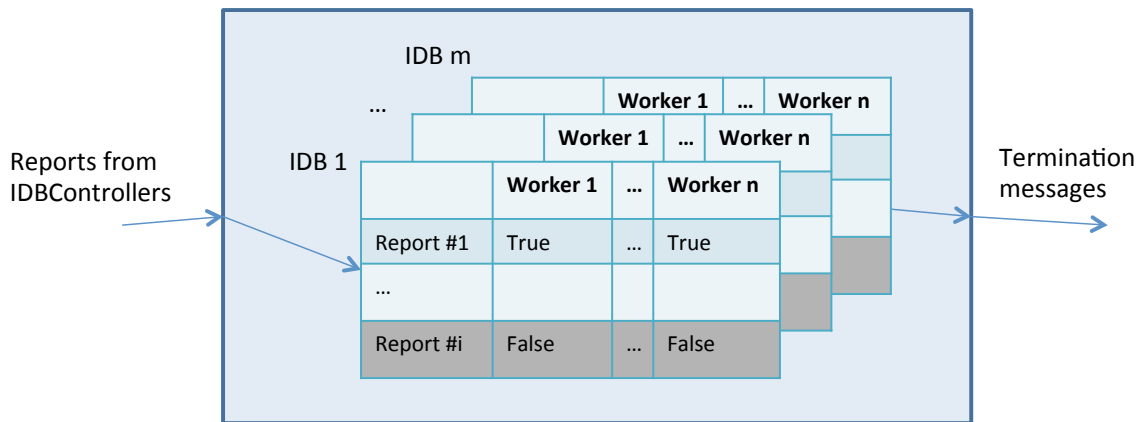 IDB m
Worker 1 ... Worker n
...
Worker 1 ... Worker n
IDB 1
Reports from
IDBControllers
Termination
messages
Worker 1 ... Worker n
Report #1 True ... True
...
Report #i False ... False